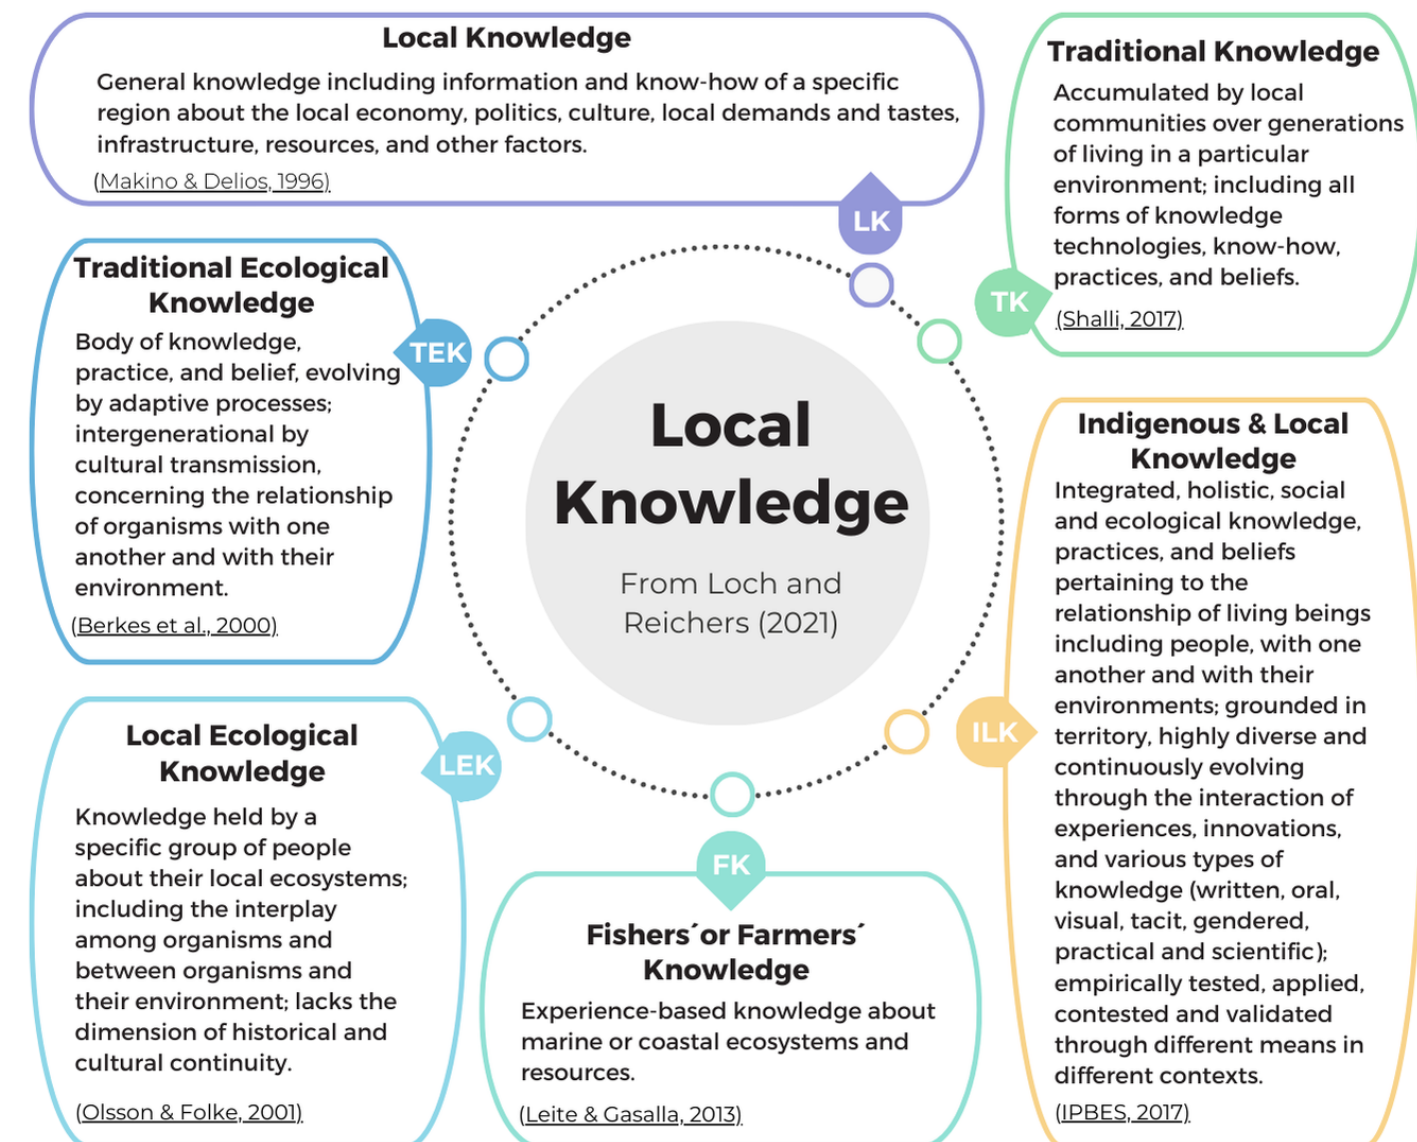 Local Knowledge
General knowledge including information and know-how of a specific
region about the local economy, politics, culture, local demands and tastes,
infrastructure, resources, and other factors.
(Makino & Delios, 1996)
LK
Traditional Knowledge
Accumulated by local
communities over generations
of living in a particular
environment; including all
forms of knowledge
technologies, know-how,
practices, and beliefs.
(Shalli, 2017)
TK
Traditional Ecological
Knowledge
Body of knowledge,
practice, and belief, evolving
by adaptive processes;
intergenerational by
cultural transmission,
concerning the relationship
of organisms with one
another and with their
environment.
(Berkes et al., 2000)
TEK
Local
Knowledge
From Loch and
Reichers (2021)
Indigenous & Local
Knowledge
Integrated, holistic, social
and ecological knowledge,
practices, and beliefs
pertaining to the
relationship of living beings
including people, with one
another and with their
environments; grounded in
territory, highly diverse and
continuously evolving
through the interaction of
experiences, innovations,
and various types of
knowledge (written, oral,
visual, tacit, gendered,
practical and scientific);
empirically tested, applied,
contested and validated
through different means in
different contexts.
(IPBES, 2017)
ILK
Local Ecological
Knowledge
Knowledge held by a
specific group of people
about their local ecosystems;
including the interplay
among organisms and
between organisms and
their environment; lacks the
dimension of historical and
cultural continuity.
(Olsson & Folke, 2001)
LEK
FK
Fishers´or Farmers´
Knowledge
Experience-based knowledge about
marine or coastal ecosystems and
resources.
(Leite & Gasalla, 2013)